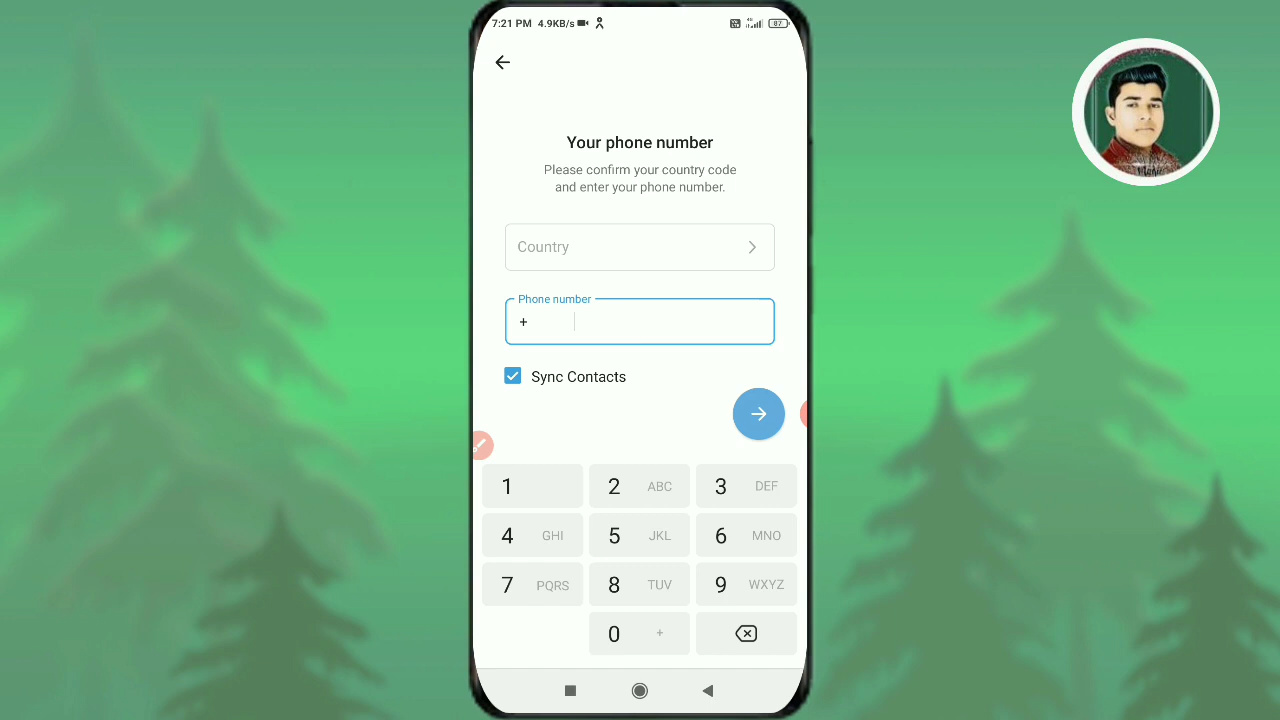 7:21 PM 4.9KB/s 4G 87
Your phone number
Please confirm your country code
and enter your phone number.
Country
Phone number
+
Sync Contacts
1 2 ABC 3 DEF
4 GHI 5 JKL 6 MNO
7 PQRS 8 TUV 9 WXYZ
0 +